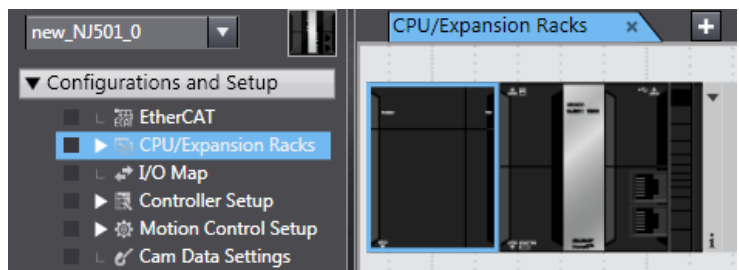 new_NJ501_0
CPU/Expansion Racks
Configurations and Setup
EtherCAT
CPU/Expansion Racks
I/O Map
Controller Setup
Motion Control Setup
Cam Data Settings